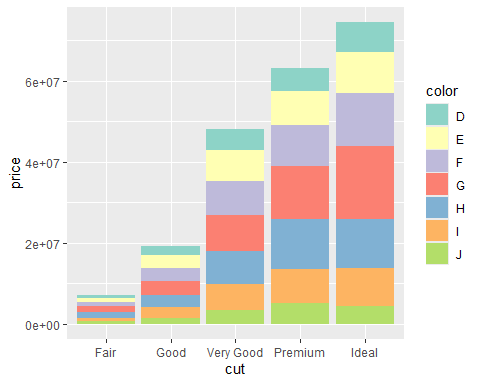 price
6e+07
4e+07
2e+07
0e+00
Fair Good Very Good Premium Ideal
cut
color
D
E
F
G
H
I
J